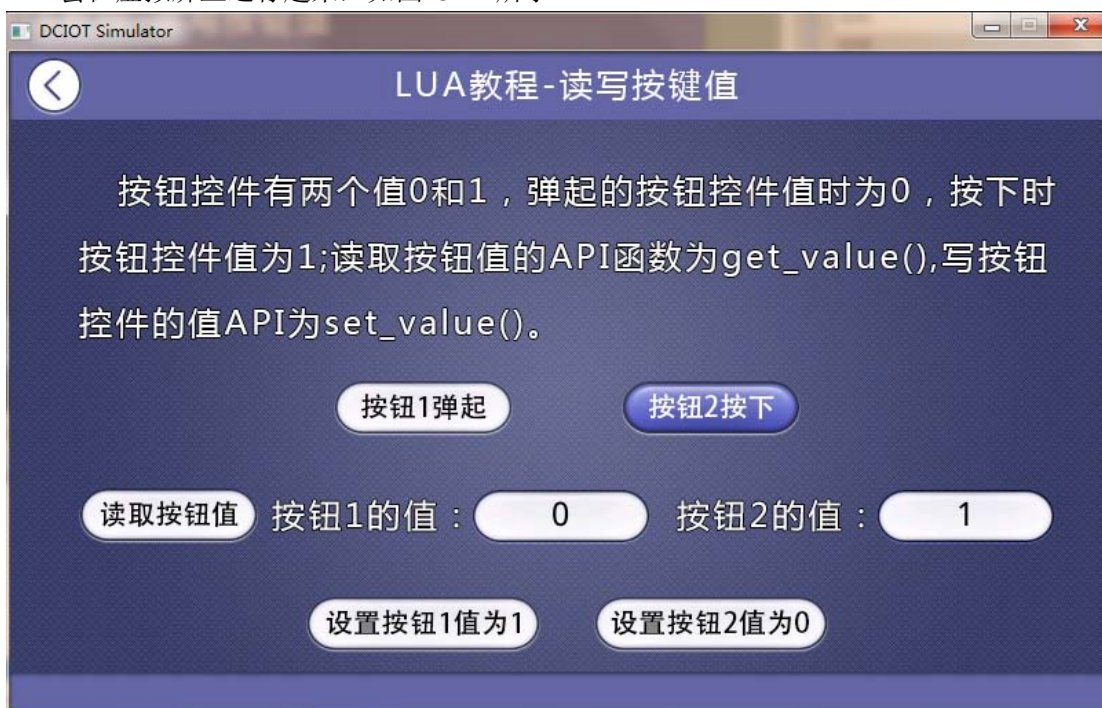 DCIOT Simulator
LUA教程-读写按键值
按钮控件有两个值0和1，弹起的按钮控件值时为0，按下时
按钮控件值为1;读取按钮值的API函数为get_value(),写按钮
控件的值API为set_value()。
按钮1弹起 按钮2按下
读取按钮值 按钮1的值： 0 按钮2的值： 1
设置按钮1值为1 设置按钮2值为0